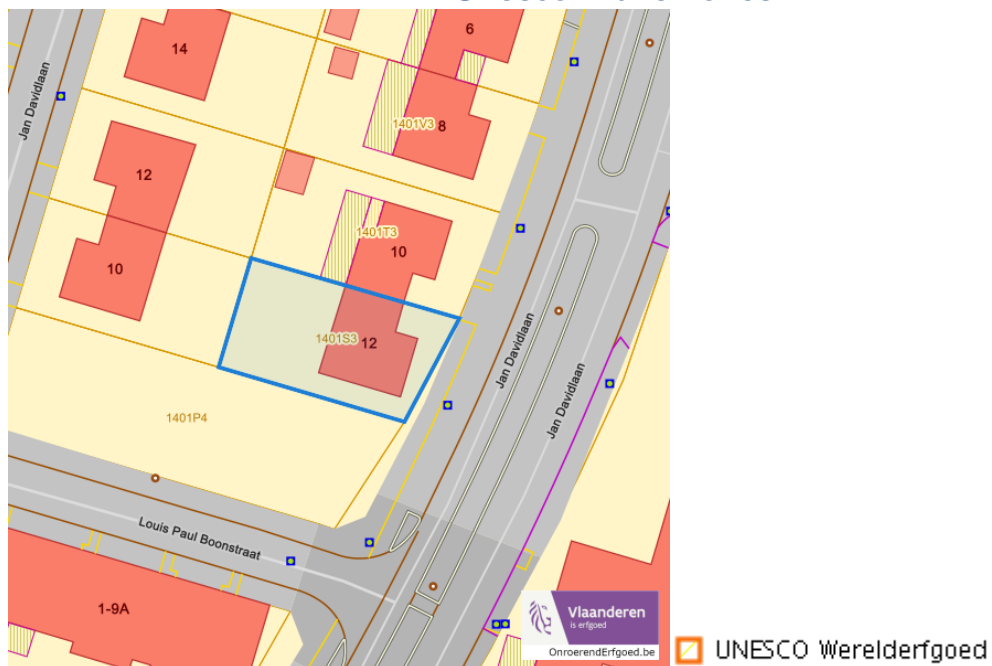 6
14
Jan Davidlaan
1401V3
8
12
1401T3
10
10
Jan Davidlaan
1401S3
12
Jan Davidlaan
1401P4
Louis Paul Boonstraat
1-9A
Vlaanderen
is erfgoed
OnroerendErfgoed.be
UNESCO Werelderfgoed